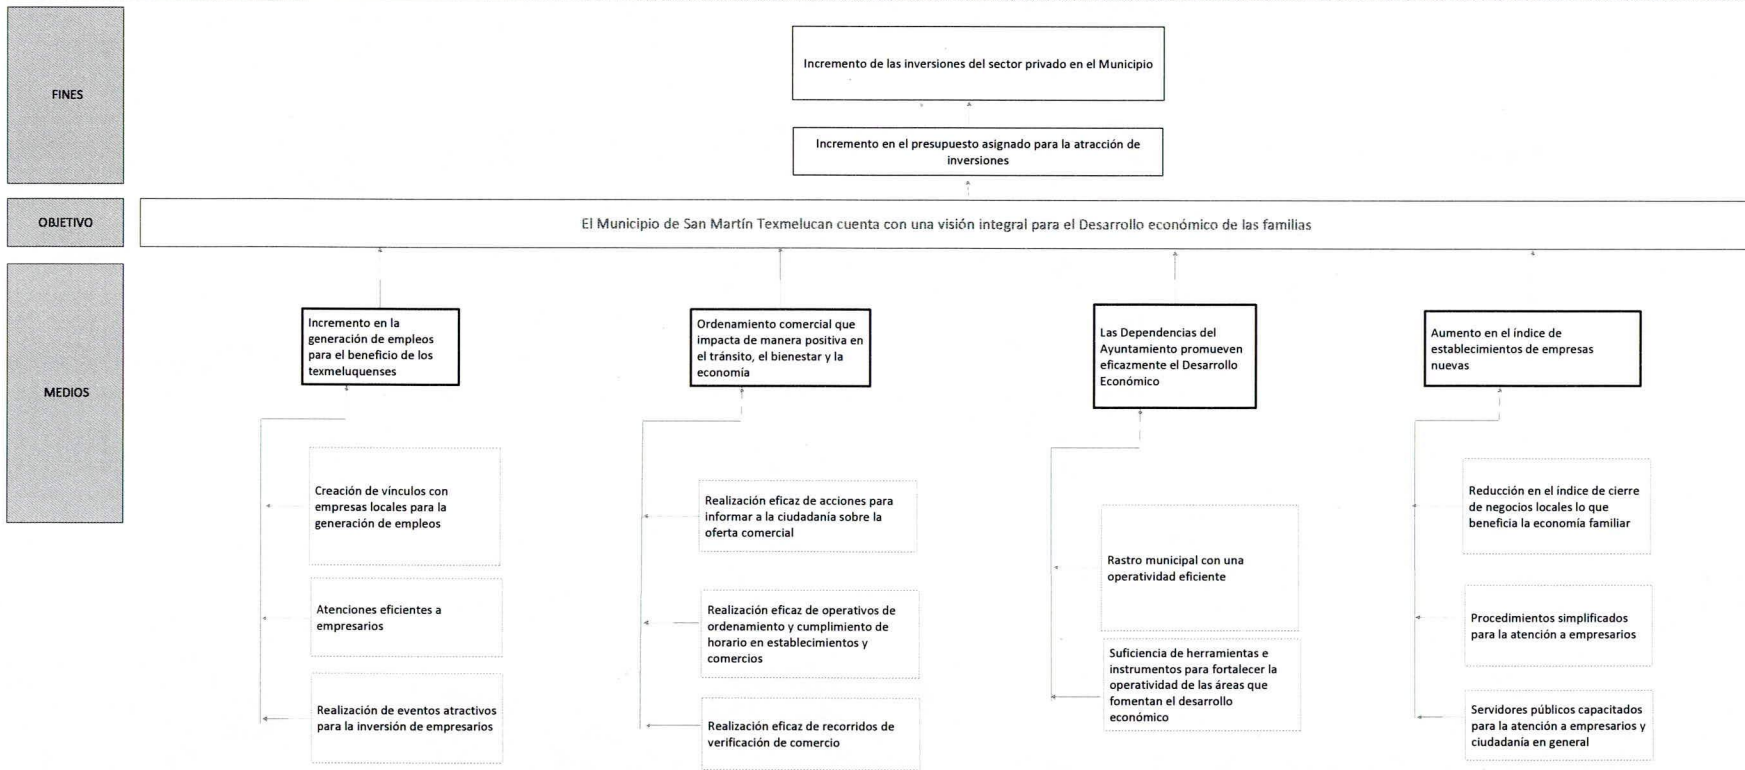 FINES
Incremento de las inversiones del sector privado en el Municipio
Incremento en el presupuesto asignado para la atracción de
inversiones
OBJETIVO
El Municipio de San Martín Texmelucan cuenta con una visión integral para el Desarrollo económico de las familias
MEDIOS
Incremento en la
generación de empleos
para el beneficio de los
texmeluquenses
Creación de vínculos con
empresas locales para la
generación de empleos
Atenciones eficientes a
empresarios
Realización de eventos atractivos
para la inversión de empresarios
Ordenamiento comercial que
impacta de manera positiva en
el tránsito, el bienestar y la
economía
Realización eficaz de acciones para
informar a la ciudadanía sobre la
oferta comercial
Realización eficaz de operativos de
ordenamiento y cumplimiento de
horario en establecimientos y
comercios
Realización eficaz de recorridos de
verificación de comercio
Las Dependencias del
Ayuntamiento promueven
eficazmente el Desarrollo
Económico
Rastro municipal con una
operatividad eficiente
Suficiencia de herramientas e
instrumentos para fortalecer la
operatividad de las áreas que
fomentan el desarrollo
económico
Aumento en el índice de
establecimientos de empresas
nuevas
Reducción en el índice de cierre
de negocios locales lo que
beneficia la economía familiar
Procedimientos simplificados
para la atención a empresarios
Servidores públicos capacitados
para la atención a empresarios y
ciudadanía en general